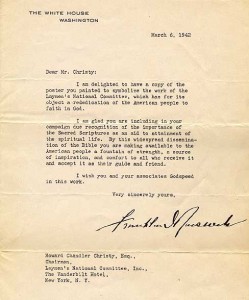 THE WHITE HOUSE
WASHINGTON
March 6, 1942
Dear Mr. Christy:
I am delighted to have a copy of the
poster you painted to symbolize the work of the
Laymen's National Committee, which has for its
object a rededication of the American people to
faith in God.
I am glad you are including in your
campaign due recognition of the importance of
the Sacred Scriptures as an aid to attainment
of the spiritual life. By this widespread dissemin-
ation of the Bible you are making available to the
American people a fountain of strength, a source
of inspiration, and comfort to all who receive it and
accept it as their guide and friend.
I wish you and your associates Godspeed
in this work.
Very sincerely yours,
Franklin D Roosevelt
Howard Chandler Christy, Esq.,
Chairman,
Laymen's National Committee, Inc.,
The Vanderbilt Hotel,
New York, N. Y.